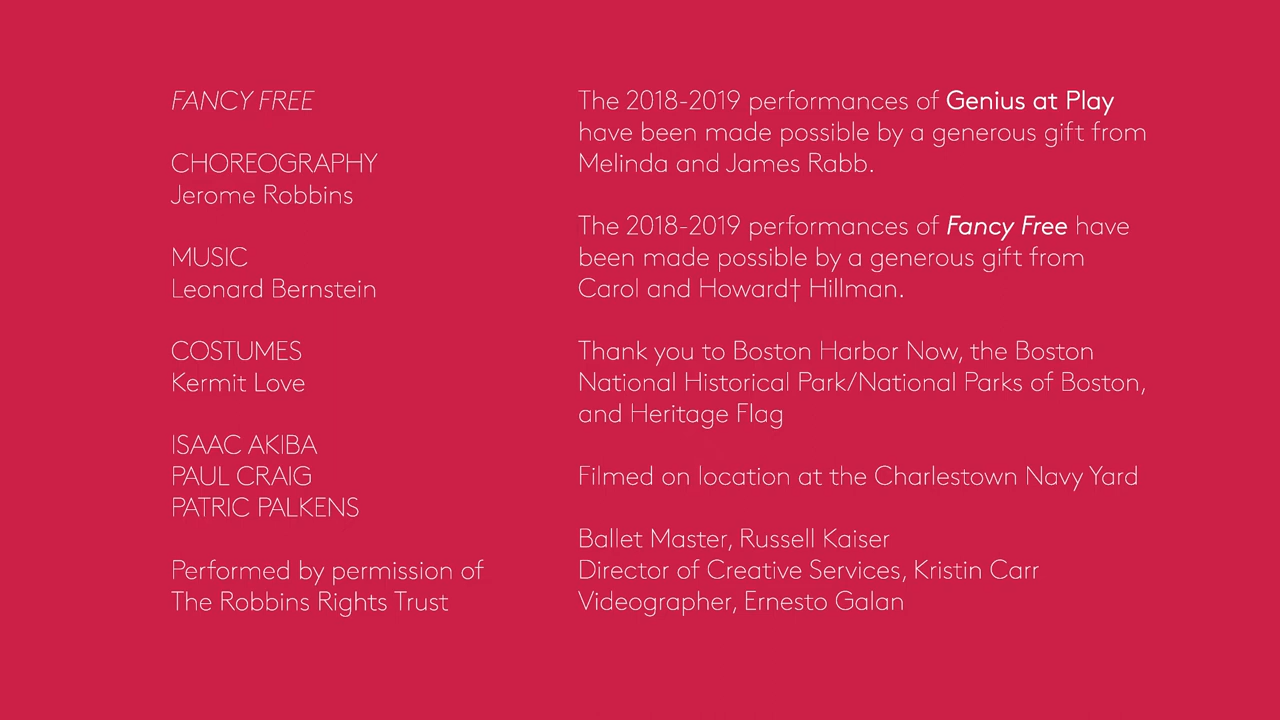 FANCY FREE
CHOREOGRAPHY
Jerome Robbins
MUSIC
Leonard Bernstein
COSTUMES
Kermit Love
ISAAC AKIBA
PAUL CRAIG
PATRIC PALKENS
Performed by permission of
The Robbins Rights Trust
The 2018-2019 performances of Genius at Play
have been made possible by a generous gift from
Melinda and James Rabb.
The 2018-2019 performances of Fancy Free have
been made possible by a generous gift from
Carol and Howard† Hillman.
Thank you to Boston Harbor Now, the Boston
National Historical Park/National Parks of Boston,
and Heritage Flag
Filmed on location at the Charlestown Navy Yard
Ballet Master, Russell Kaiser
Director of Creative Services, Kristin Carr
Videographer, Ernesto Galan